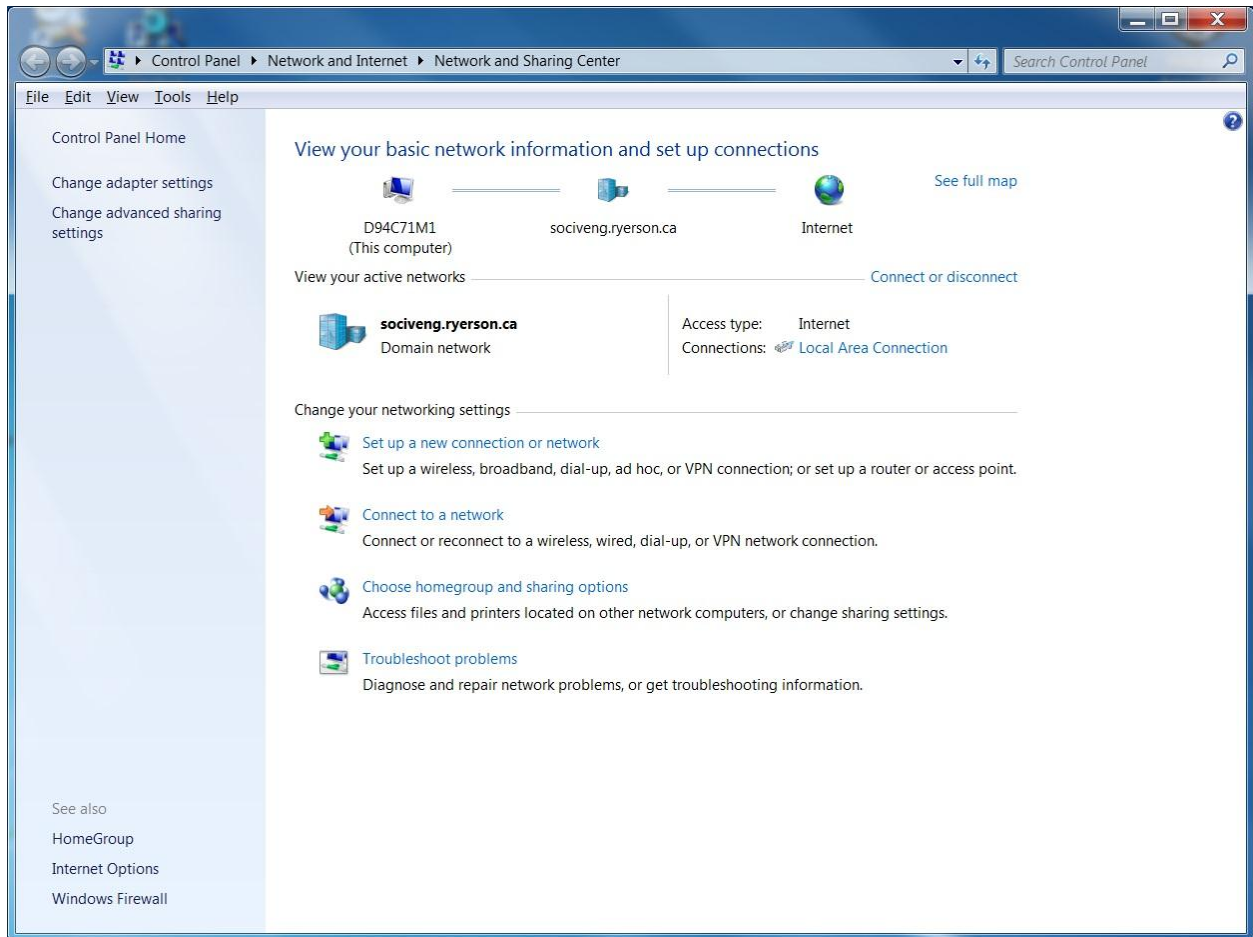 Control Panel Network and Internet Network and Sharing Center
Search Control Panel
File Edit View Tools Help
Control Panel Home
Change adapter settings
Change advanced sharing
settings
See also
HomeGroup
Internet Options
Windows Firewall
View your basic network information and set up connections
See full map
D94C71M1
(This computer)
sociveng.ryerson.ca
Internet
View your active networks
Connect or disconnect
sociveng.ryerson.ca
Domain network
Access type: Internet
Connections: Local Area Connection
Change your networking settings
Set up a new connection or network
Set up a wireless, broadband, dial-up, ad hoc, or VPN connection; or set up a router or access point.
Connect to a network
Connect or reconnect to a wireless, wired, dial-up, or VPN network connection.
Choose homegroup and sharing options
Access files and printers located on other network computers, or change sharing settings.
Troubleshoot problems
Diagnose and repair network problems, or get troubleshooting information.